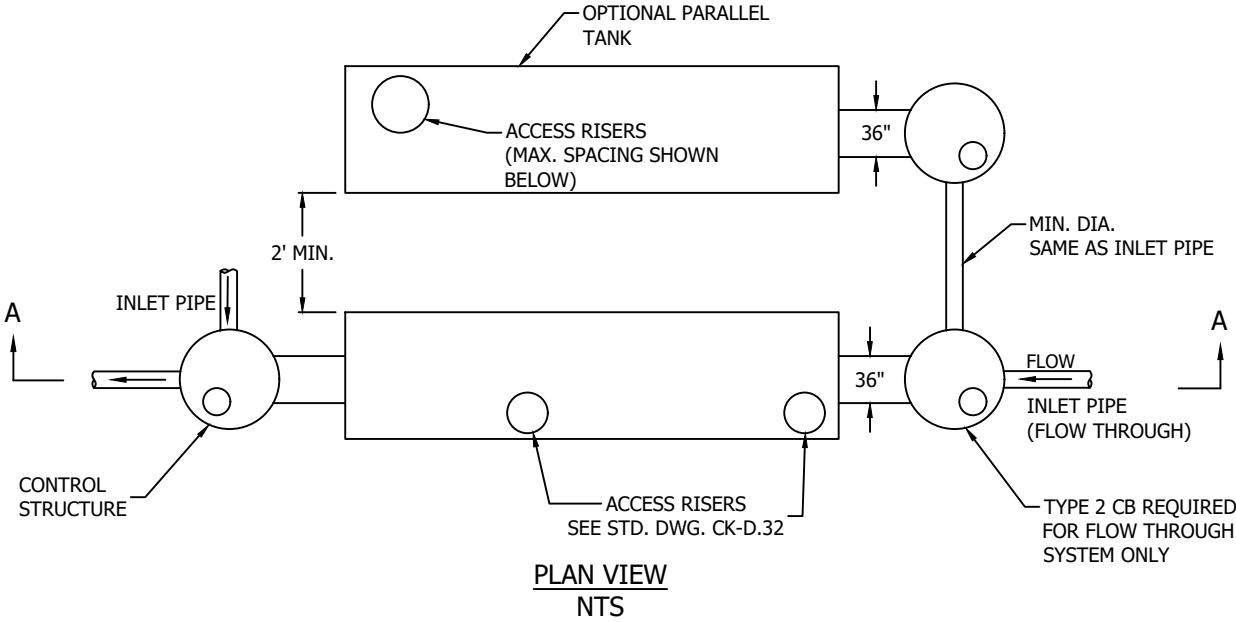 OPTIONAL PARALLEL
TANK
ACCESS RISERS
(MAX. SPACING SHOWN
BELOW)
36"
2' MIN.
MIN. DIA.
SAME AS INLET PIPE
INLET PIPE
A
A
FLOW
36"
INLET PIPE
(FLOW THROUGH)
CONTROL
STRUCTURE
ACCESS RISERS
SEE STD. DWG. CK-D.32
TYPE 2 CB REQUIRED
FOR FLOW THROUGH
SYSTEM ONLY
PLAN VIEW
NTS